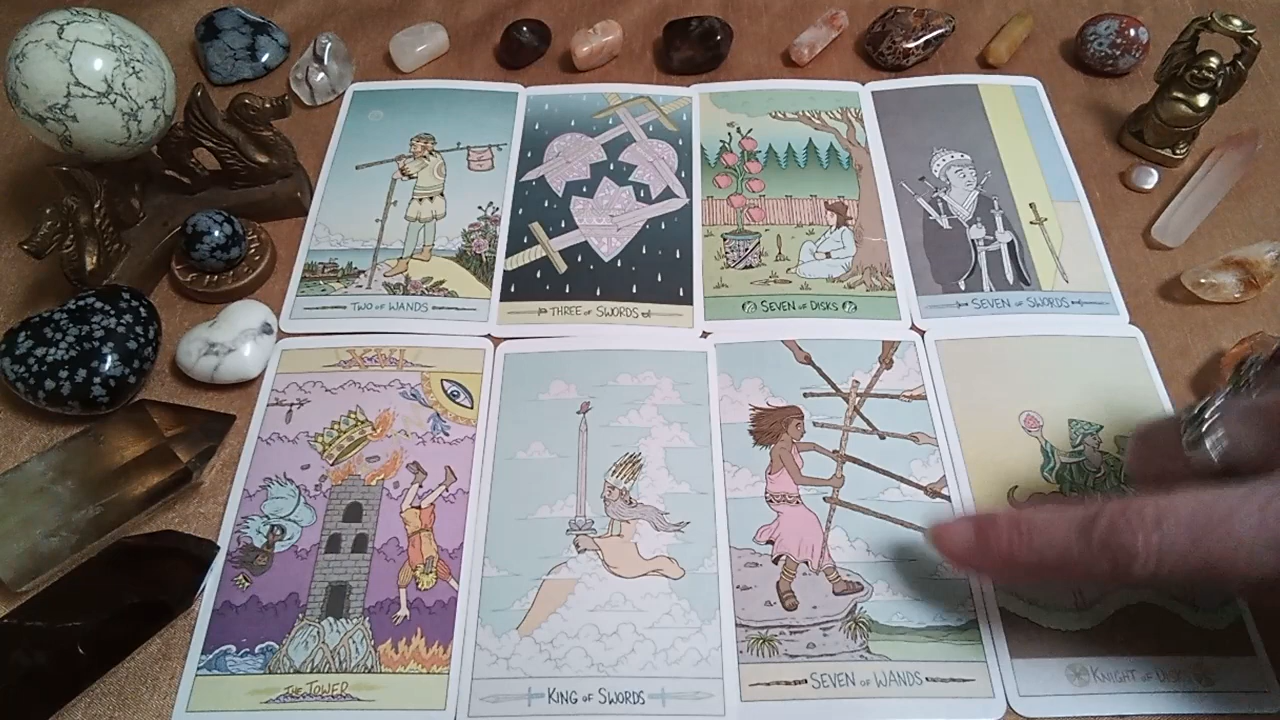 TWO OF WANDS
THREE OF SWORDS
SEVEN OF DISKS
SEVEN OF SWORDS
XVI
THE TOWER
KING OF SWORDS
SEVEN OF WANDS
KNIGHT OF DISKS